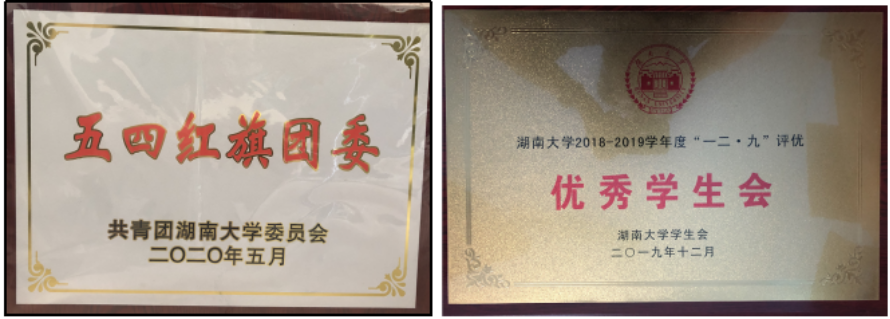 五四红旗团委
共青团湖南大学委员会
二〇二〇年五月
湖南大学2018-2019学年度“一二·九”评优
优秀学生会
湖南大学学生会
二〇一九年十二月